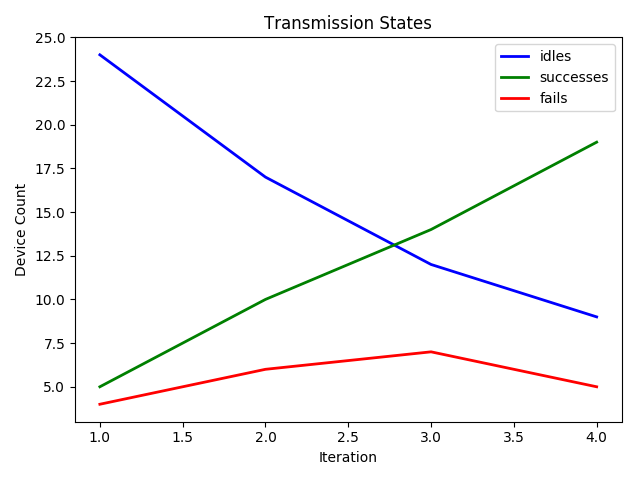 Transmission States
25.0
22.5
20.0
17.5
15.0
12.5
10.0
7.5
5.0
Device Count
idles
successes
fails
1.0 1.5 2.0 2.5 3.0 3.5 4.0
Iteration